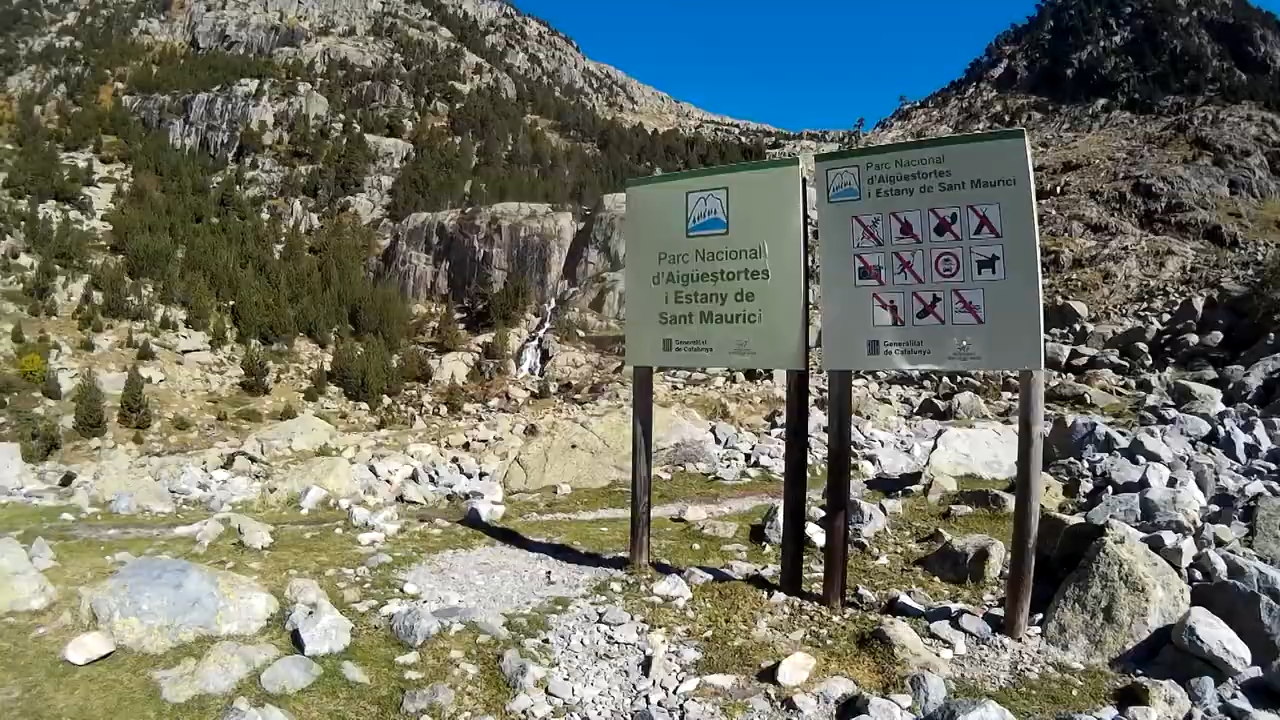 Parc Nacional
d'Aigüestortes
i Estany de
Sant Maurici
Generalitat
de Catalunya
Parc Nacional
d'Aigüestortes
i Estany de Sant Maurici
Generalitat
de Catalunya